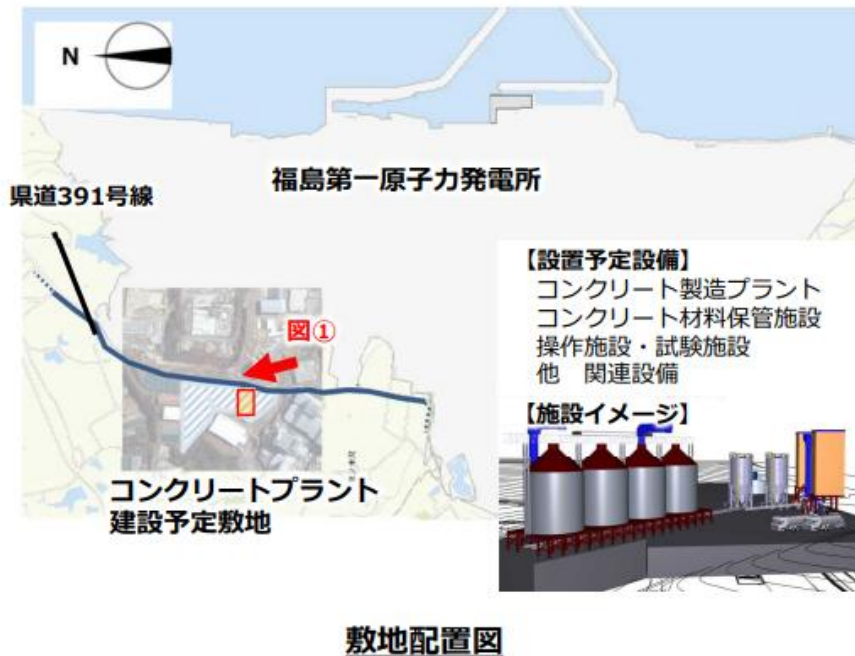 N
福島第一原子力発電所
県道391号線
図①
コンクリートプラント
建設予定敷地
【設置予定設備】
コンクリート製造プラント
コンクリート材料保管施設
操作施設・試験施設
他 関連設備
【施設イメージ】
敷地配置図